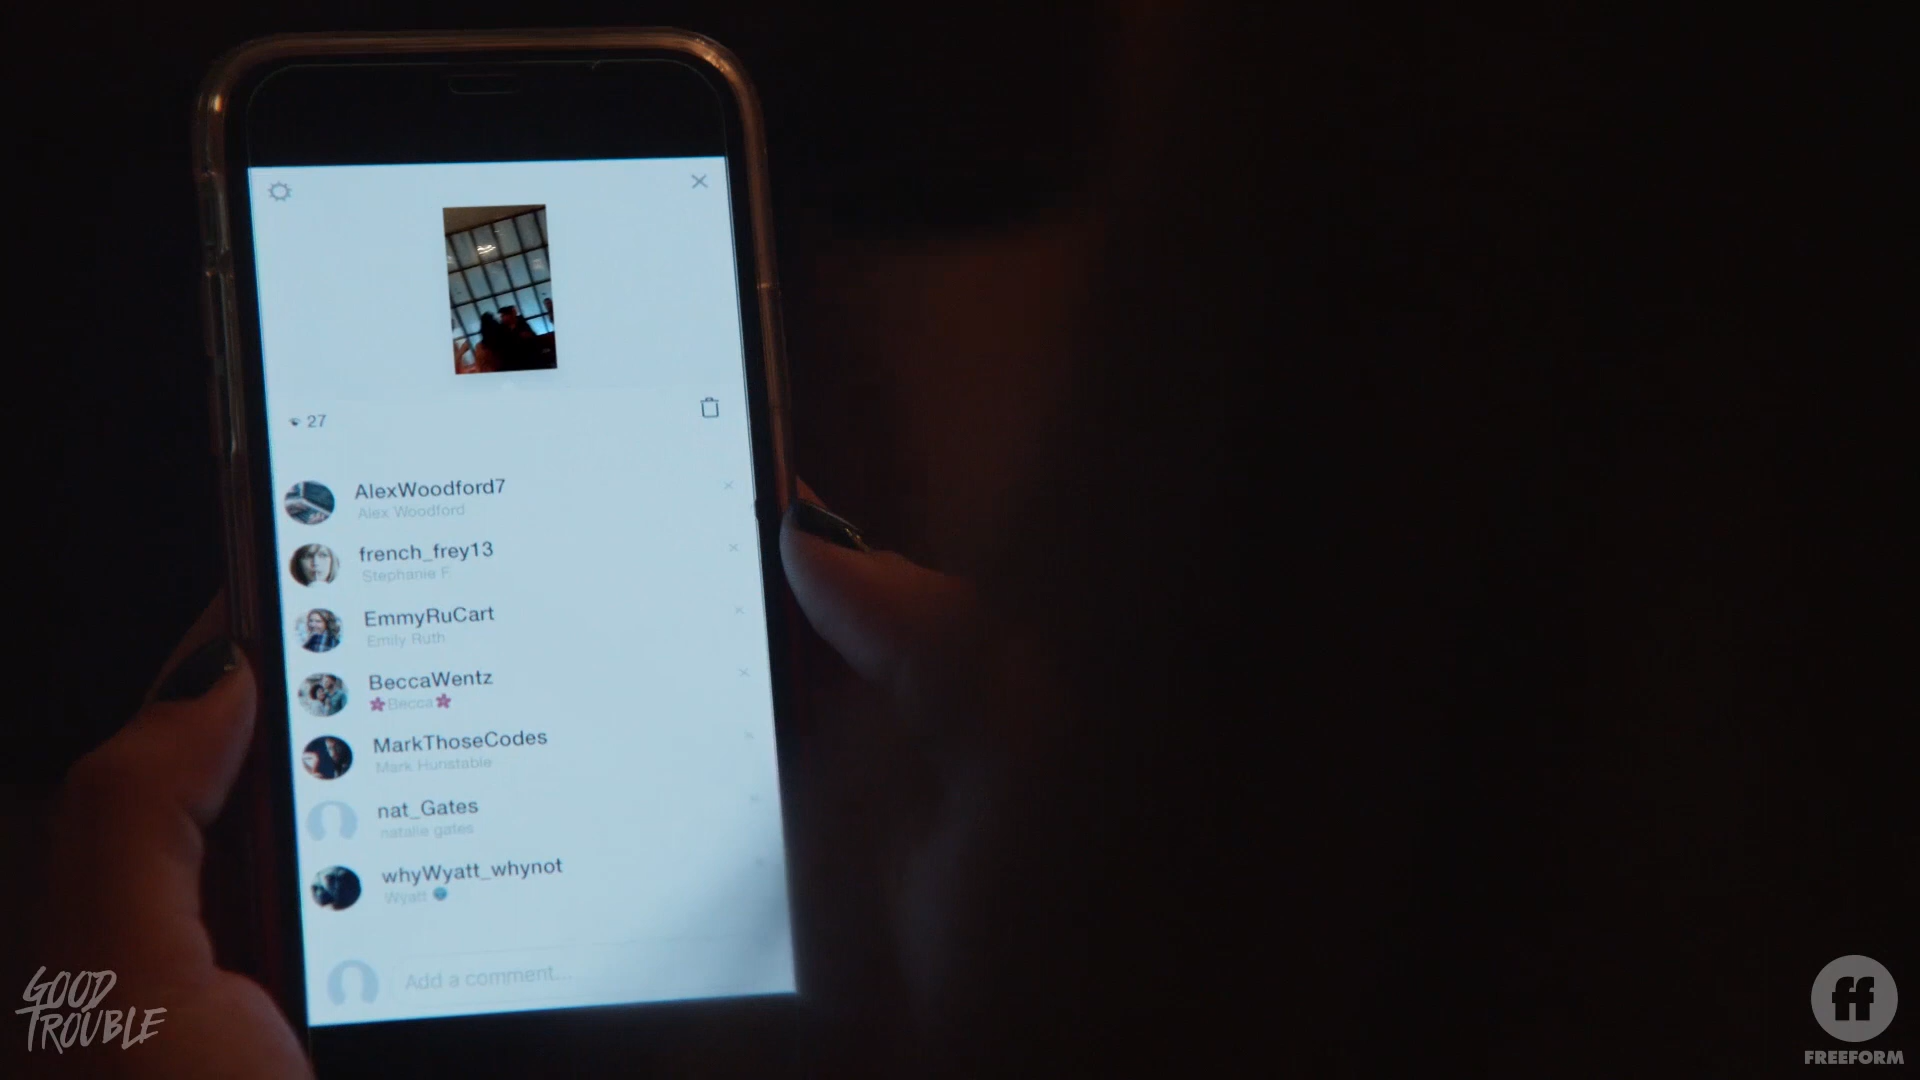 27
AlexWoodford7
Alex Woodford
french_frey13
Stephanie F.
EmmyRuCart
Emily Ruth
BeccaWentz
Becca
MarkThoseCodes
Mark Hunstable
nat_Gates
natalie gates
whyWyatt_whynot
Wyatt
Add a comment...
GOOD
TROUBLE
ff
FREEFORM